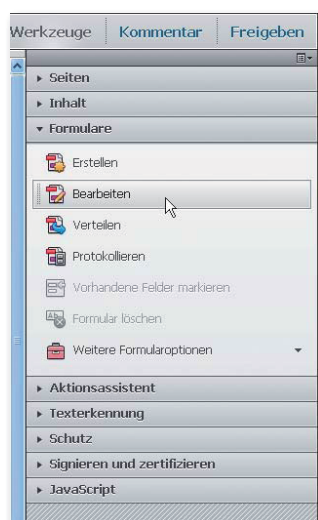 Werkzeuge Kommentar Freigeben
Seiten
Inhalt
Formulare
Erstellen
Bearbeiten
Verteilen
Protokollieren
Vorhandene Felder markieren
Formular löschen
Weitere Formularoptionen
Aktionsassistent
Texterkennung
Schutz
Signieren und zertifizieren
JavaScript